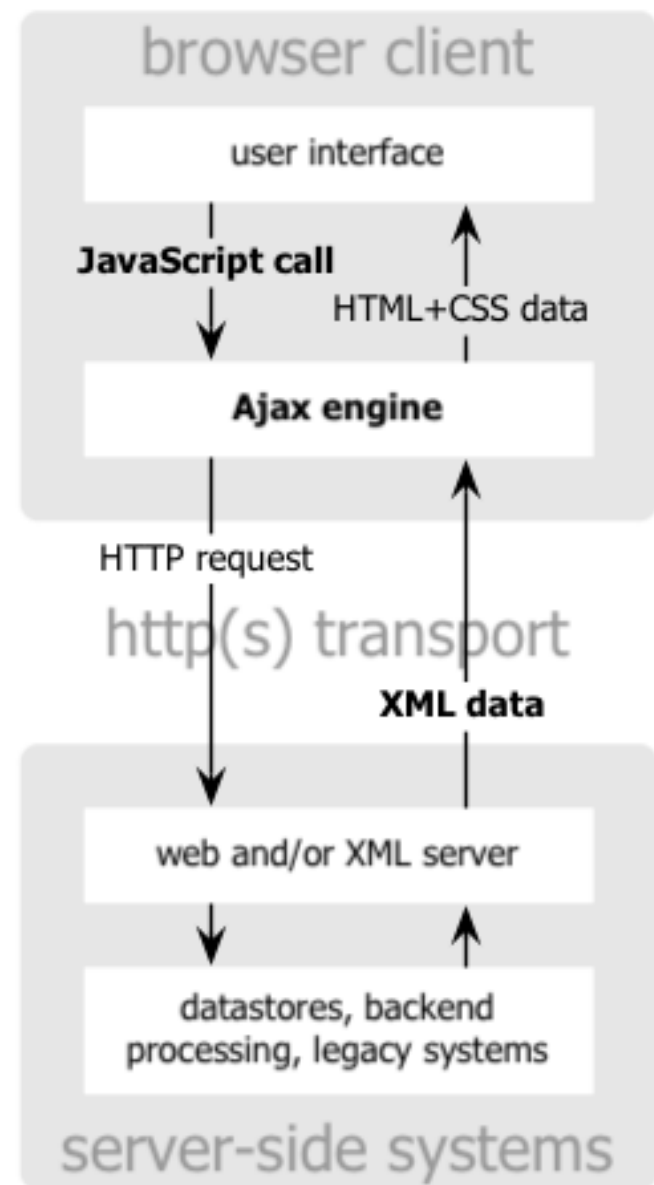 browser client
user interface
JavaScript call
HTML+CSS data
Ajax engine
HTTP request
http(s) transport
XML data
web and/or XML server
datastores, backend
processing, legacy systems
server-side systems